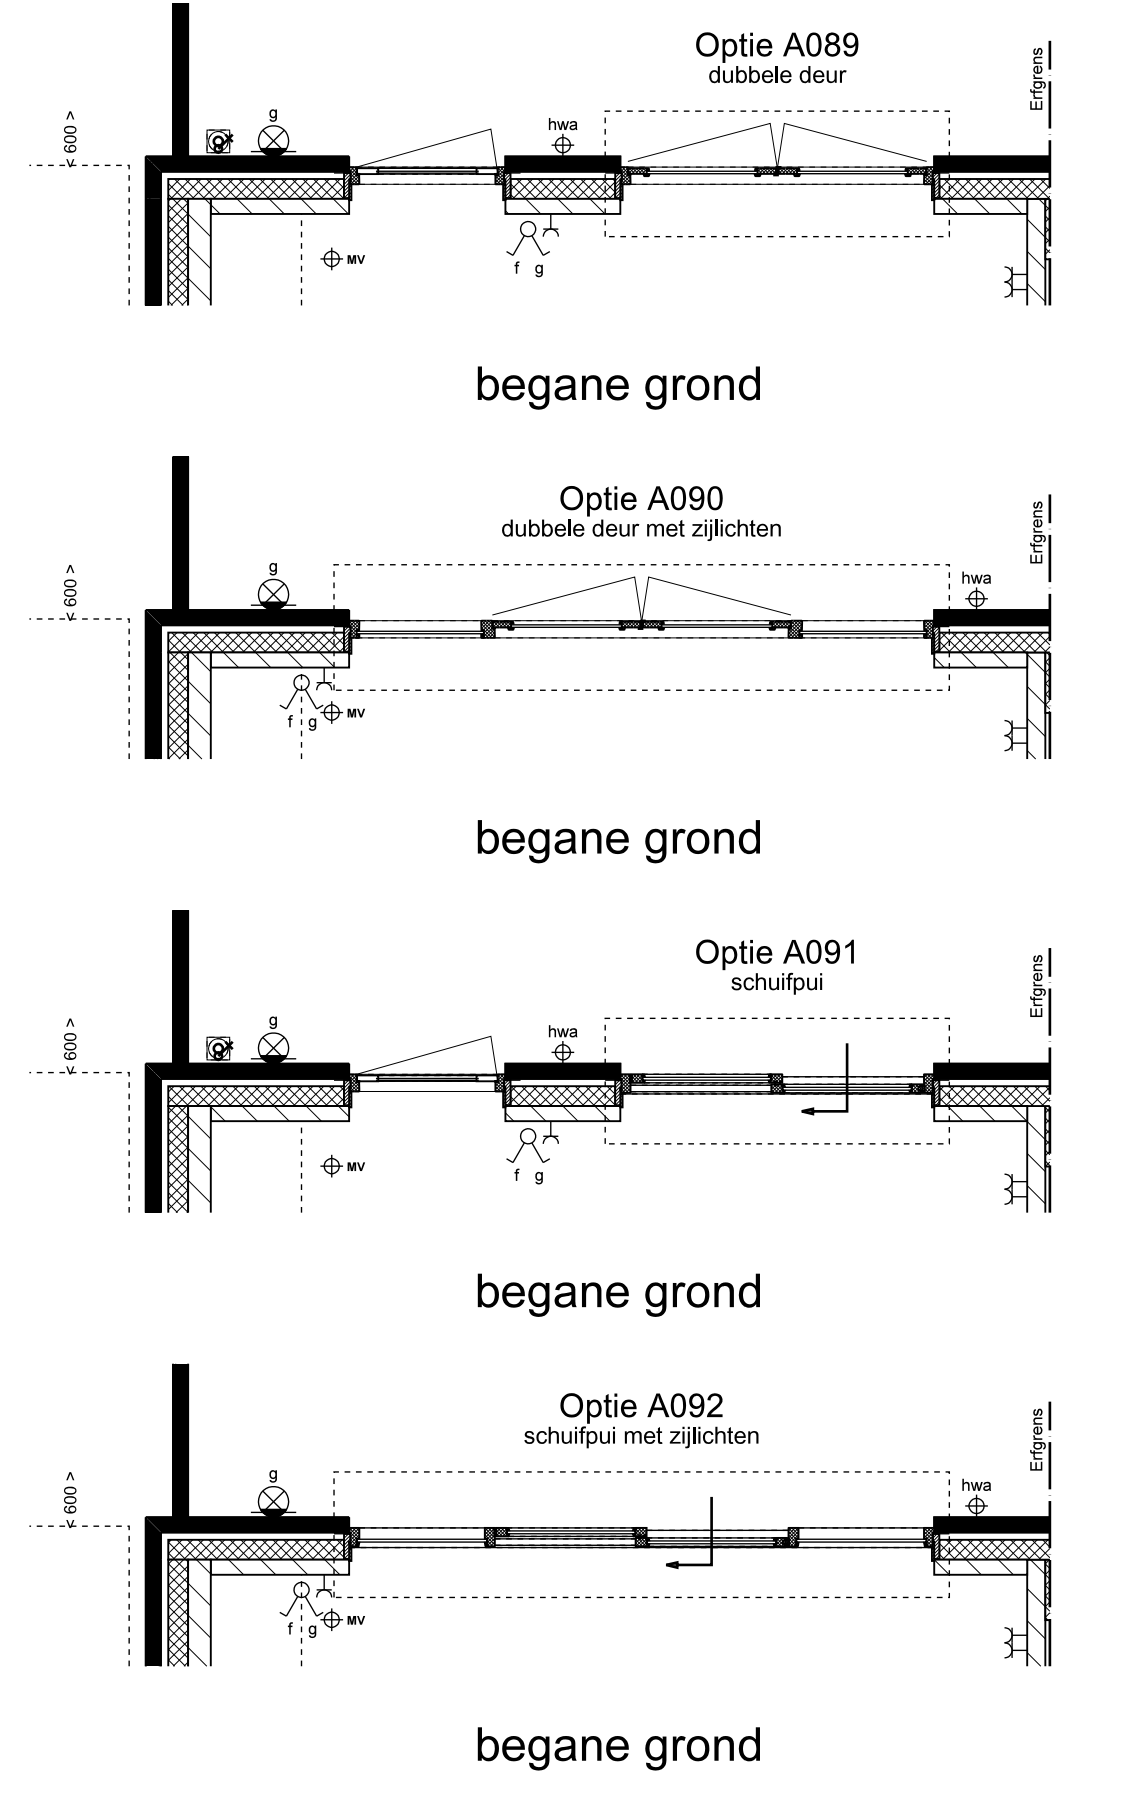 Optie A089
dubbele deur
Erfgrens
< 600 >
g
hwa
MV
f g
begane grond
Optie A090
dubbele deur met zijlichten
Erfgrens
< 600 >
g
hwa
f g
MV
begane grond
Optie A091
schuifpui
Erfgrens
< 600 >
g
hwa
MV
f g
begane grond
Optie A092
schuifpui met zijlichten
Erfgrens
< 600 >
g
hwa
f g
MV
begane grond